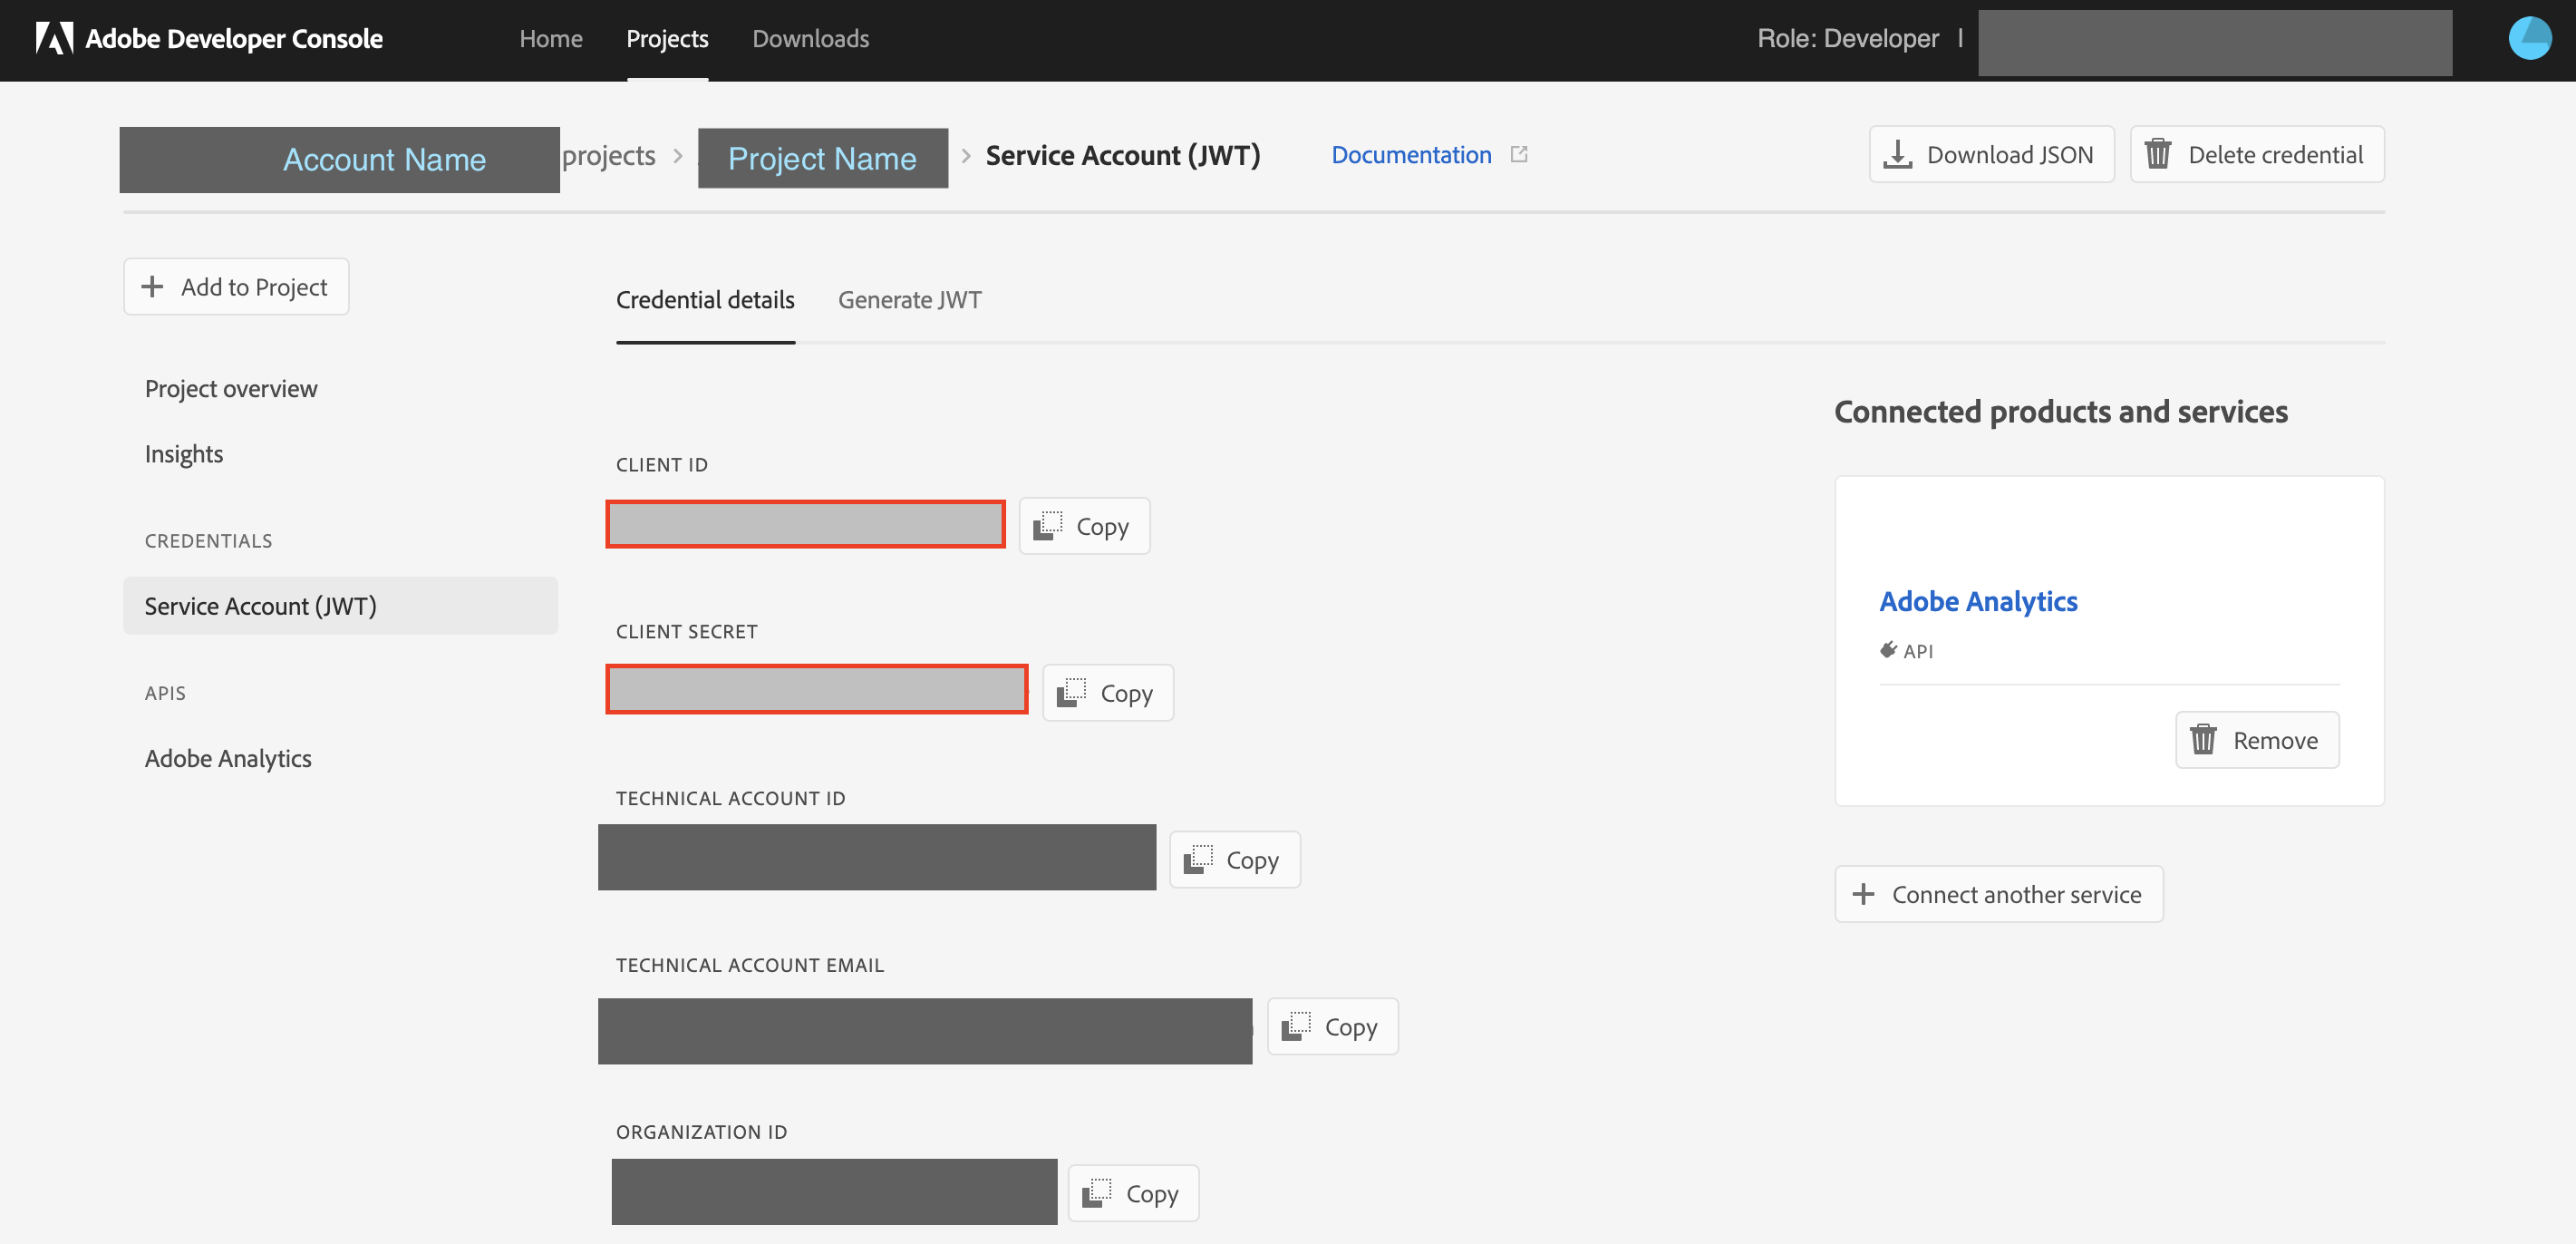 Adobe Developer Console Home Projects Downloads Role: Developer |
Account Name projects > Project Name > Service Account (JWT) Documentation Download JSON Delete credential
Add to Project
Credential details Generate JWT
Project overview
Insights
CREDENTIALS
Service Account (JWT)
APIS
Adobe Analytics
CLIENT ID
Copy
CLIENT SECRET
Copy
TECHNICAL ACCOUNT ID
Copy
TECHNICAL ACCOUNT EMAIL
Copy
ORGANIZATION ID
Copy
Connected products and services
Adobe Analytics
API
Remove
Connect another service